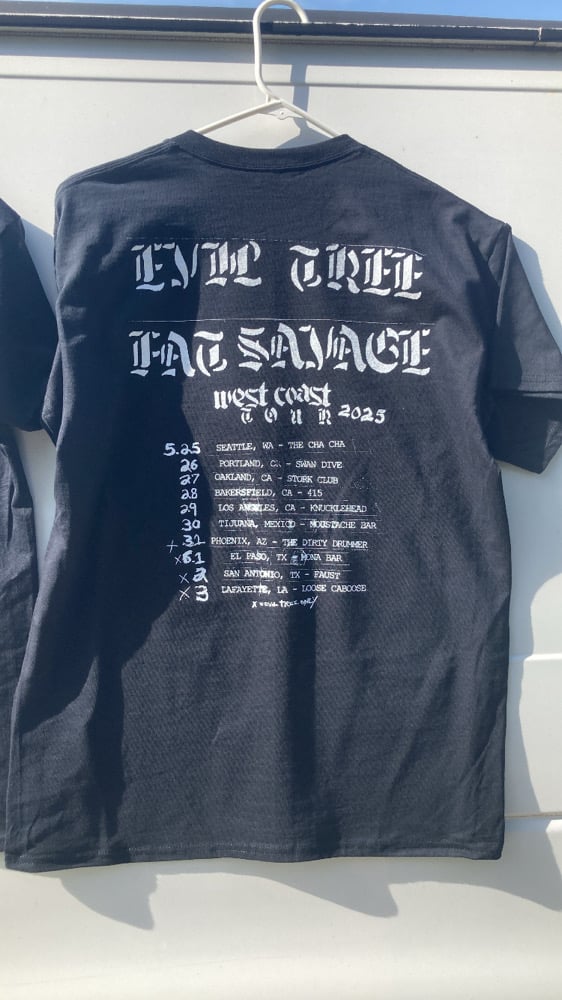 EVIL TREE
FAT SAVAGE
west coast
TOUR 2025
5.25 SEATTLE, WA - THE CHA CHA
26 PORTLAND, OR - SWAN DIVE
27 OAKLAND, CA - STORK CLUB
28 BAKERSFIELD, CA - 415
29 LOS ANGELES, CA - KNUCKLEHEAD
30 TIJUANA, MEXICO - MOUSTACHE BAR
x 31 PHOENIX, AZ - THE DIRTY DRUMMER
x 6.1 EL PASO, TX - MONA BAR
x 2 SAN ANTONIO, TX - FAUST
x 3 LAFAYETTE, LA - LOOSE CABOOSE
x EVIL TREE ONLY